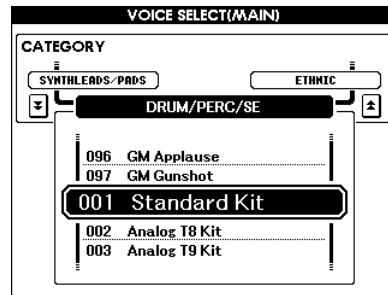 VOICE SELECT(MAIN)
CATEGORY
SYNTHLEADS/PADS
ETHNIC
DRUM/PERC/SE
096 GM Applause
097 GM Gunshot
001 Standard Kit
002 Analog T8 Kit
003 Analog T9 Kit